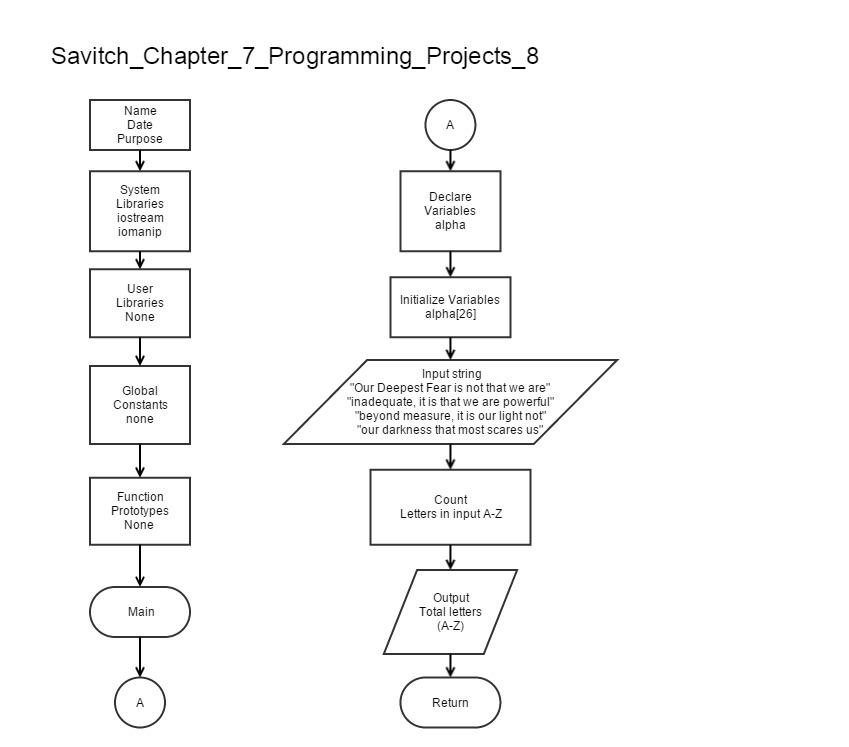 Savitch_Chapter_7_Programming_Projects_8
Name
Date
Purpose
System
Libraries
iostream
iomanip
User
Libraries
None
Global
Constants
none
Function
Prototypes
None
Main
A
A
Declare
Variables
alpha
Initialize Variables
alpha[26]
Input string
"Our Deepest Fear is not that we are"
"inadequate, it is that we are powerful"
"beyond measure, it is our light not"
"our darkness that most scares us"
Count
Letters in input A-Z
Output
Total letters
(A-Z)
Return